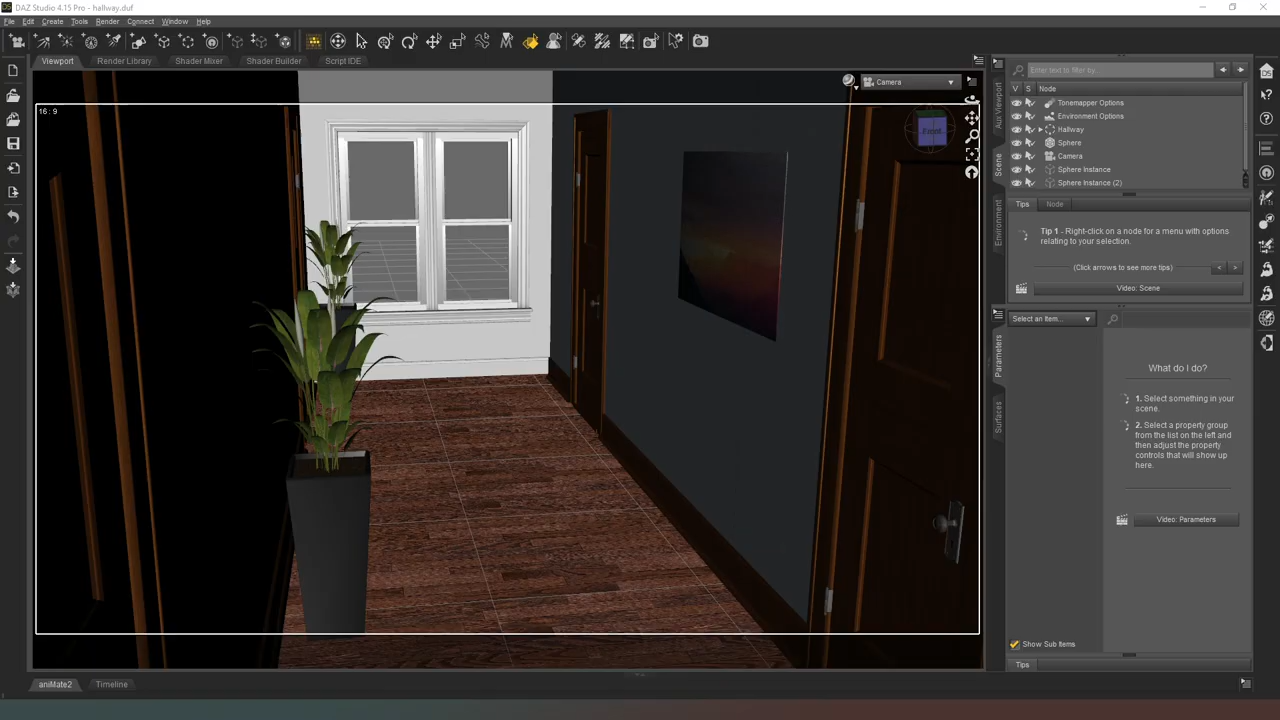 DAZ Studio 4.15 Pro - hallway.duf
File Edit Create Tools Render Connect Window Help
Viewport Render Library Shader Mixer Shader Builder Script IDE
Camera
16 : 9
Front
Enter text to filter by...
V S Node
Tonemapper Options
Environment Options
Hallway
Sphere
Camera
Sphere Instance
Sphere Instance (2)
Aux Viewport
Scene
Environment
Tips Node
Tip 1 - Right-click on a node for a menu with options
relating to your selection.
(Click arrows to see more tips) < >
Video: Scene
Select an Item...
Parameters
Surfaces
What do I do?
1. Select something in your
scene.
2. Select a property group
from the list on the left and
then adjust the property
controls that will show up
here.
Video: Parameters
Show Sub Items
Tips
aniMate2 Timeline